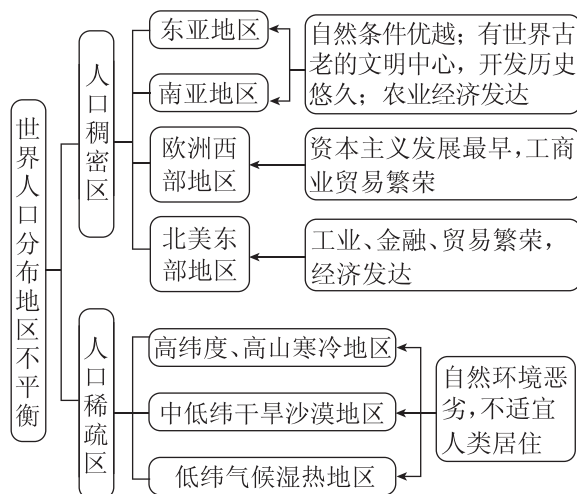 世界人口分布地区不平衡
人口稠密区
东亚地区
南亚地区
自然条件优越；有世界古
老的文明中心，开发历史
悠久；农业经济发达
欧洲西
部地区
资本主义发展最早，工商
业贸易繁荣
北美东
部地区
工业、金融、贸易繁荣，
经济发达
人口稀疏区
高纬度、高山寒冷地区
中低纬干旱沙漠地区
低纬气候湿热地区
自然环境恶
劣，不适宜
人类居住